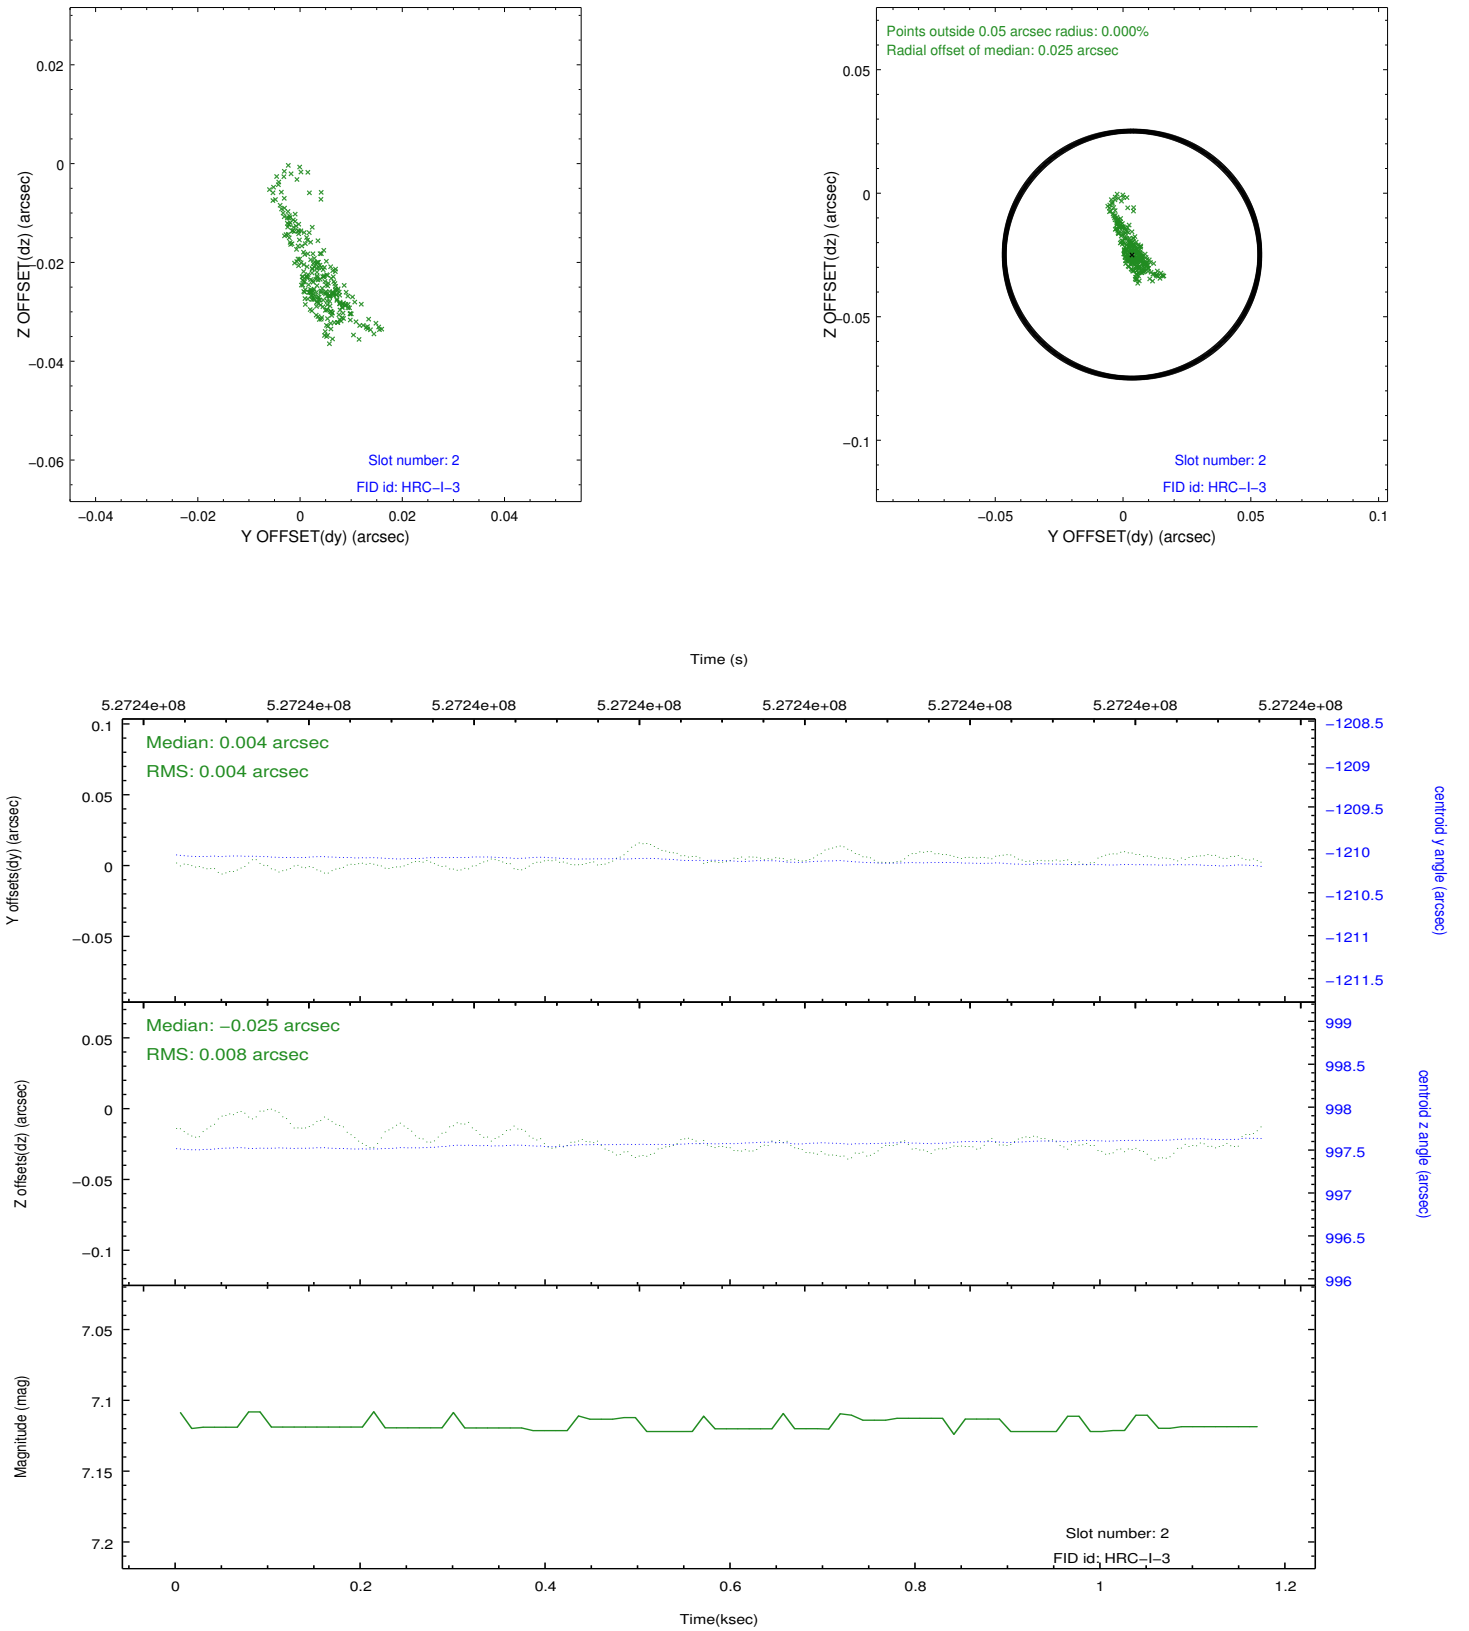 0.02
0
−0.02
−0.04
−0.06
Z OFFSET(dz) (arcsec)
Slot number: 2
FID id: HRC−I−3
−0.04 −0.02 0 0.02 0.04
Y OFFSET(dy) (arcsec)
Points outside 0.05 arcsec radius: 0.000%
Radial offset of median: 0.025 arcsec
0.05
0
−0.05
−0.1
Z OFFSET(dz) (arcsec)
Slot number: 2
FID id: HRC−I−3
−0.05 0 0.05 0.1
Y OFFSET(dy) (arcsec)
Time (s)
5.2724e+08 5.2724e+08 5.2724e+08 5.2724e+08 5.2724e+08 5.2724e+08 5.2724e+08 5.2724e+08
Median: 0.004 arcsec
RMS: 0.004 arcsec
0.1
0.05
0
−0.05
Y offsets(dy) (arcsec)
−1208.5
−1209
−1209.5
−1210
−1210.5
−1211
−1211.5
centroid y angle (arcsec)
Median: −0.025 arcsec
RMS: 0.008 arcsec
0.05
0
−0.05
−0.1
Z offsets(dz) (arcsec)
999
998.5
998
997.5
997
996.5
996
centroid z angle (arcsec)
7.05
7.1
7.15
7.2
Magnitude (mag)
Slot number: 2
FID id: HRC−I−3
0 0.2 0.4 0.6 0.8 1 1.2
Time(ksec)